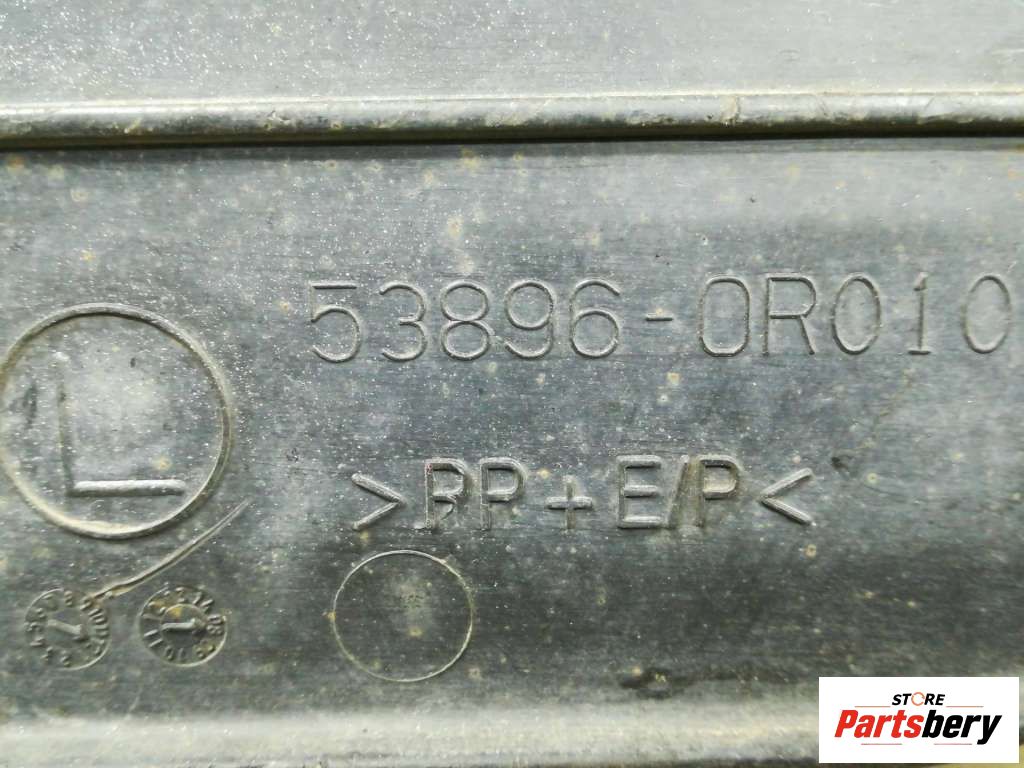 53896-0R010
L
>PP+E/P<
STORE
Partsbery